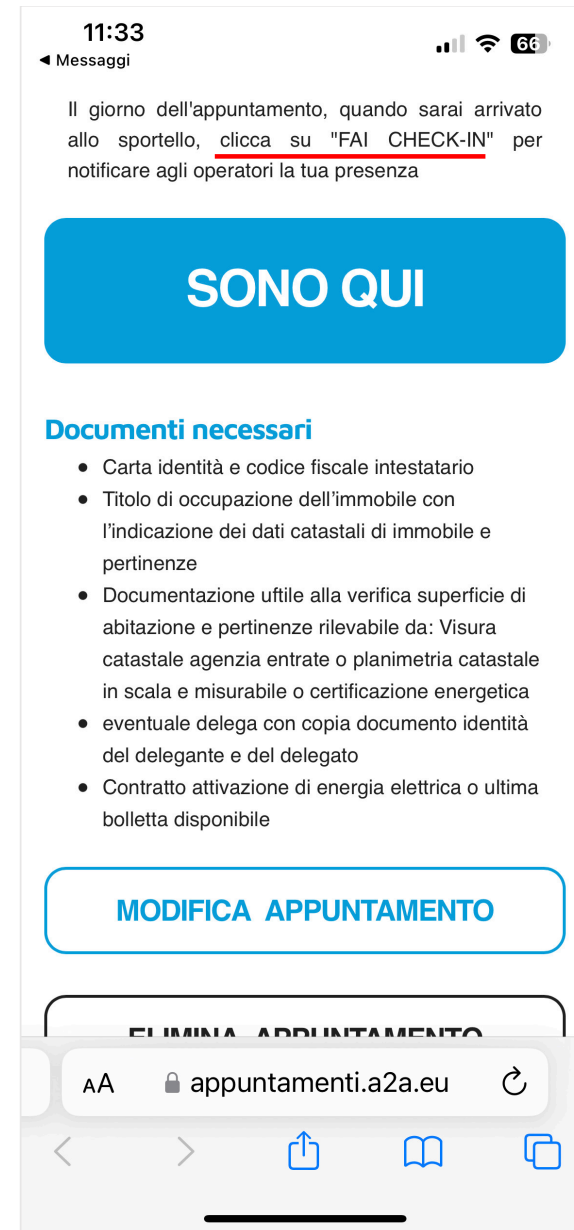 11:33
66
◀ Messaggi
Il giorno dell'appuntamento, quando sarai arrivato
allo sportello, clicca su "FAI CHECK-IN" per
notificare agli operatori la tua presenza
SONO QUI
Documenti necessari
• Carta identità e codice fiscale intestatario
• Titolo di occupazione dell'immobile con
l'indicazione dei dati catastali di immobile e
pertinenze
• Documentazione uftile alla verifica superficie di
abitazione e pertinenze rilevabile da: Visura
catastale agenzia entrate o planimetria catastale
in scala e misurabile o certificazione energetica
• eventuale delega con copia documento identità
del delegante e del delegato
• Contratto attivazione di energia elettrica o ultima
bolletta disponibile
MODIFICA APPUNTAMENTO
ELIMINA APPUNTAMENTO
AA appuntamenti.a2a.eu